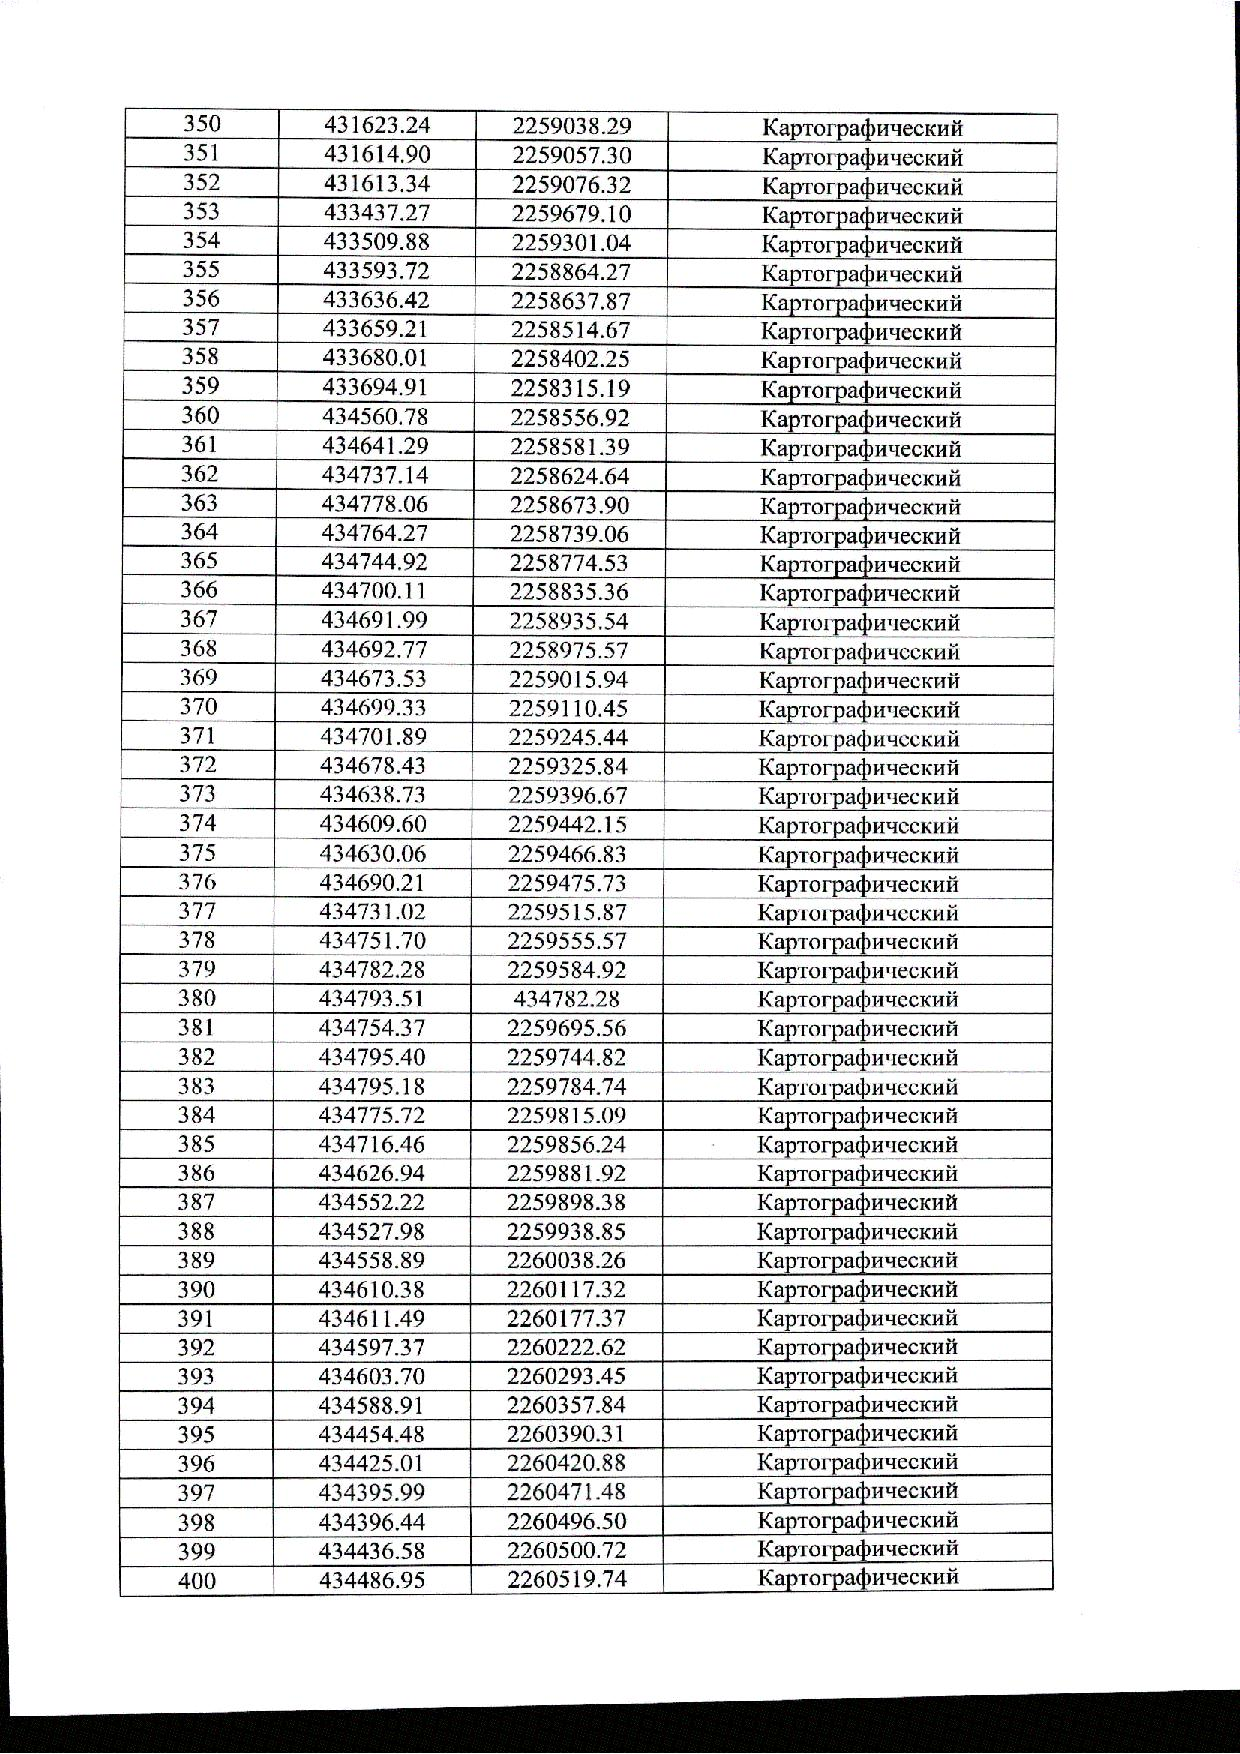 350 431623.24 2259038.29 Картографический
351 431614.90 2259057.30 Картографический
352 431613.34 2259076.32 Картографический
353 433437.27 2259679.10 Картографический
354 433509.88 2259301.04 Картографический
355 433593.72 2258864.27 Картографический
356 433636.42 2258637.87 Картографический
357 433659.21 2258514.67 Картографический
358 433680.01 2258402.25 Картографический
359 433694.91 2258315.19 Картографический
360 434560.78 2258556.92 Картографический
361 434641.29 2258581.39 Картографический
362 434737.14 2258624.64 Картографический
363 434778.06 2258673.90 Картографический
364 434764.27 2258739.06 Картографический
365 434744.92 2258774.53 Картографический
366 434700.11 2258835.36 Картографический
367 434691.99 2258935.54 Картографический
368 434692.77 2258975.57 Картографический
369 434673.53 2259015.94 Картографический
370 434699.33 2259110.45 Картографический
371 434701.89 2259245.44 Картографический
372 434678.43 2259325.84 Картографический
373 434638.73 2259396.67 Картографический
374 434609.60 2259442.15 Картографический
375 434630.06 2259466.83 Картографический
376 434690.21 2259475.73 Картографический
377 434731.02 2259515.87 Картографический
378 434751.70 2259555.57 Картографический
379 434782.28 2259584.92 Картографический
380 434793.51 434782.28 Картографический
381 434754.37 2259695.56 Картографический
382 434795.40 2259744.82 Картографический
383 434795.18 2259784.74 Картографический
384 434775.72 2259815.09 Картографический
385 434716.46 2259856.24 Картографический
386 434626.94 2259881.92 Картографический
387 434552.22 2259898.38 Картографический
388 434527.98 2259938.85 Картографический
389 434558.89 2260038.26 Картографический
390 434610.38 2260117.32 Картографический
391 434611.49 2260177.37 Картографический
392 434597.37 2260222.62 Картографический
393 434603.70 2260293.45 Картографический
394 434588.91 2260357.84 Картографический
395 434454.48 2260390.31 Картографический
396 434425.01 2260420.88 Картографический
397 434395.99 2260471.48 Картографический
398 434396.44 2260496.50 Картографический
399 434436.58 2260500.72 Картографический
400 434486.95 2260519.74 Картографический